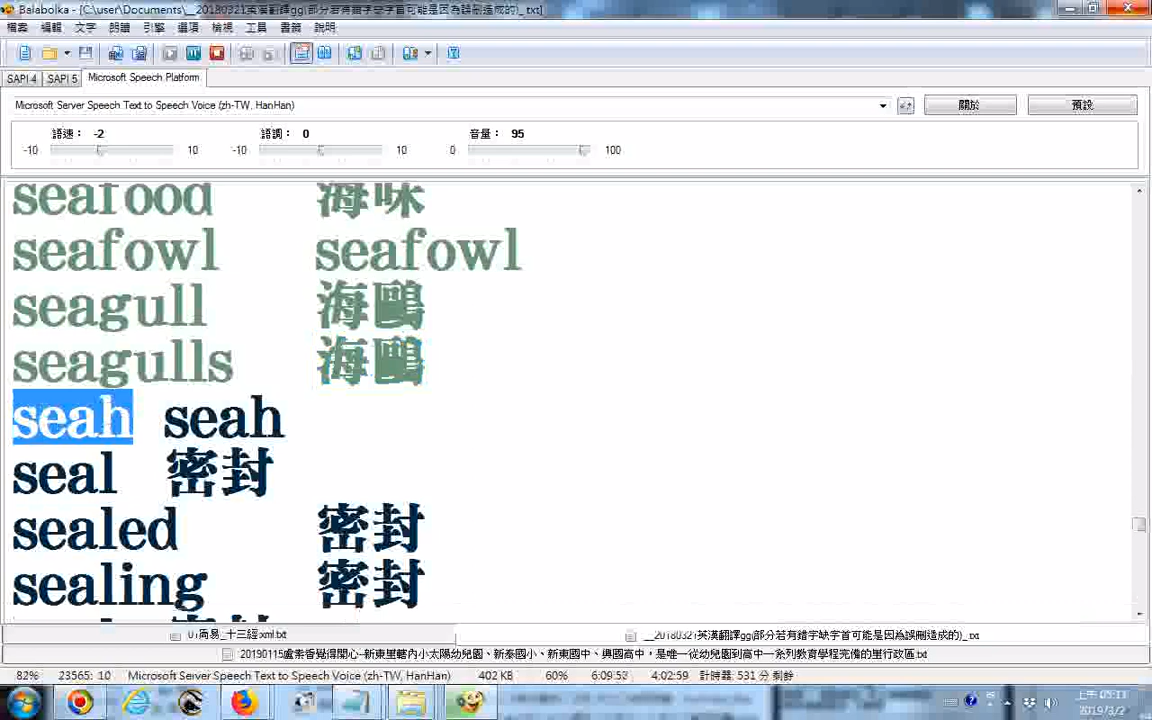 Balabolka - [C:\user\Documents\__20180321英漢翻譯ggi(部分若有錯字缺字首可能是因為誤刪造成的)_.txt]
檔案 編輯 文字 朗讀 引擎 選項 檢視 工具 書籤 說明
SAPI 4 SAPI 5 Microsoft Speech Platform
Microsoft Server Speech Text to Speech Voice (zh-TW, HanHan) 關於 預設
語速： -2 語調： 0 音量： 95
-10 10 -10 10 0 100
seafood 海味
seafowl seafowl
seagull 海鷗
seagulls 海鷗
seah seah
seal 密封
sealed 密封
sealing 密封
01周易_十三經.xml.txt __20180321英漢翻譯ggi(部分若有錯字缺字首可能是因為誤刪造成的)_.txt
20190115盧素香覺得開心-新東里轄內小太陽幼兒園、新泰國小、新東國中、興國高中，是唯一從幼兒園到高中一系列教育學程完備的里行政區.txt
82% 23565: 10 Microsoft Server Speech Text to Speech Voice (zh-TW, HanHan) 402 KB 60% 6:09:53 4:02:59 計時器: 531 分 剩餘
上午 05:11
2019/3/2